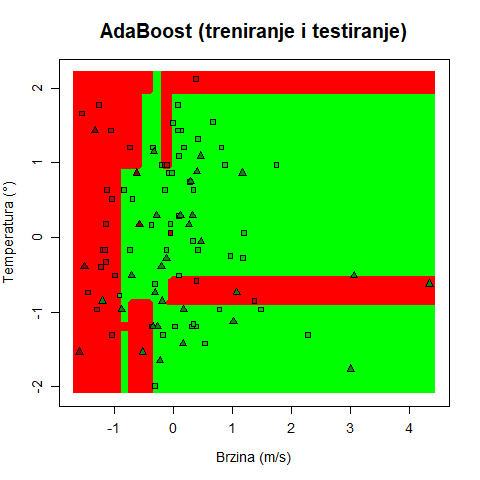 AdaBoost (treniranje i testiranje)
Temperatura (°)
2
1
0
-1
-2
-1 0 1 2 3 4
Brzina (m/s)